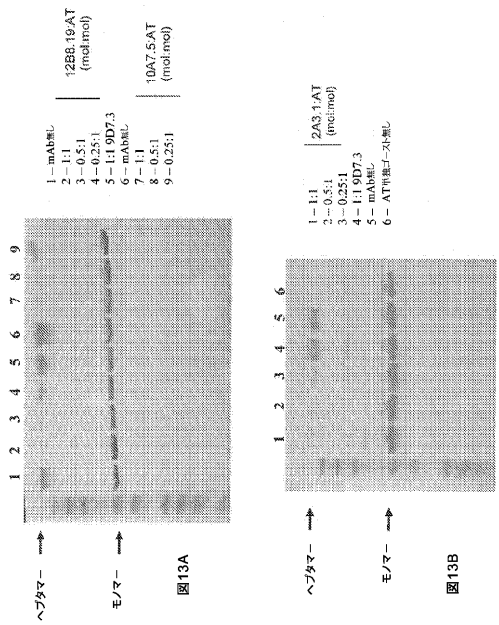 1 2 3 4 5 6 7 8 9
ヘプタマー
モノマー
1 – mAb無し
2 – 1:1
3 – 0.5:1
4 – 0.25:1
5 – 1:1 9D7.3
6 – mAb無し
7 – 1:1
8 – 0.5:1
9 – 0.25:1
12B8.19:AT
(mol:mol)
10A7.5:AT
(mol:mol)
図13A
1 2 3 4 5 6
ヘプタマー
モノマー
1 – 1:1
2 – 0.5:1
3 – 0.25:1
4 – 1:1 9D7.3
5 – mAb無し
6 – AT単独ゴースト無し
2A3.1:AT
(mol:mol)
図13B